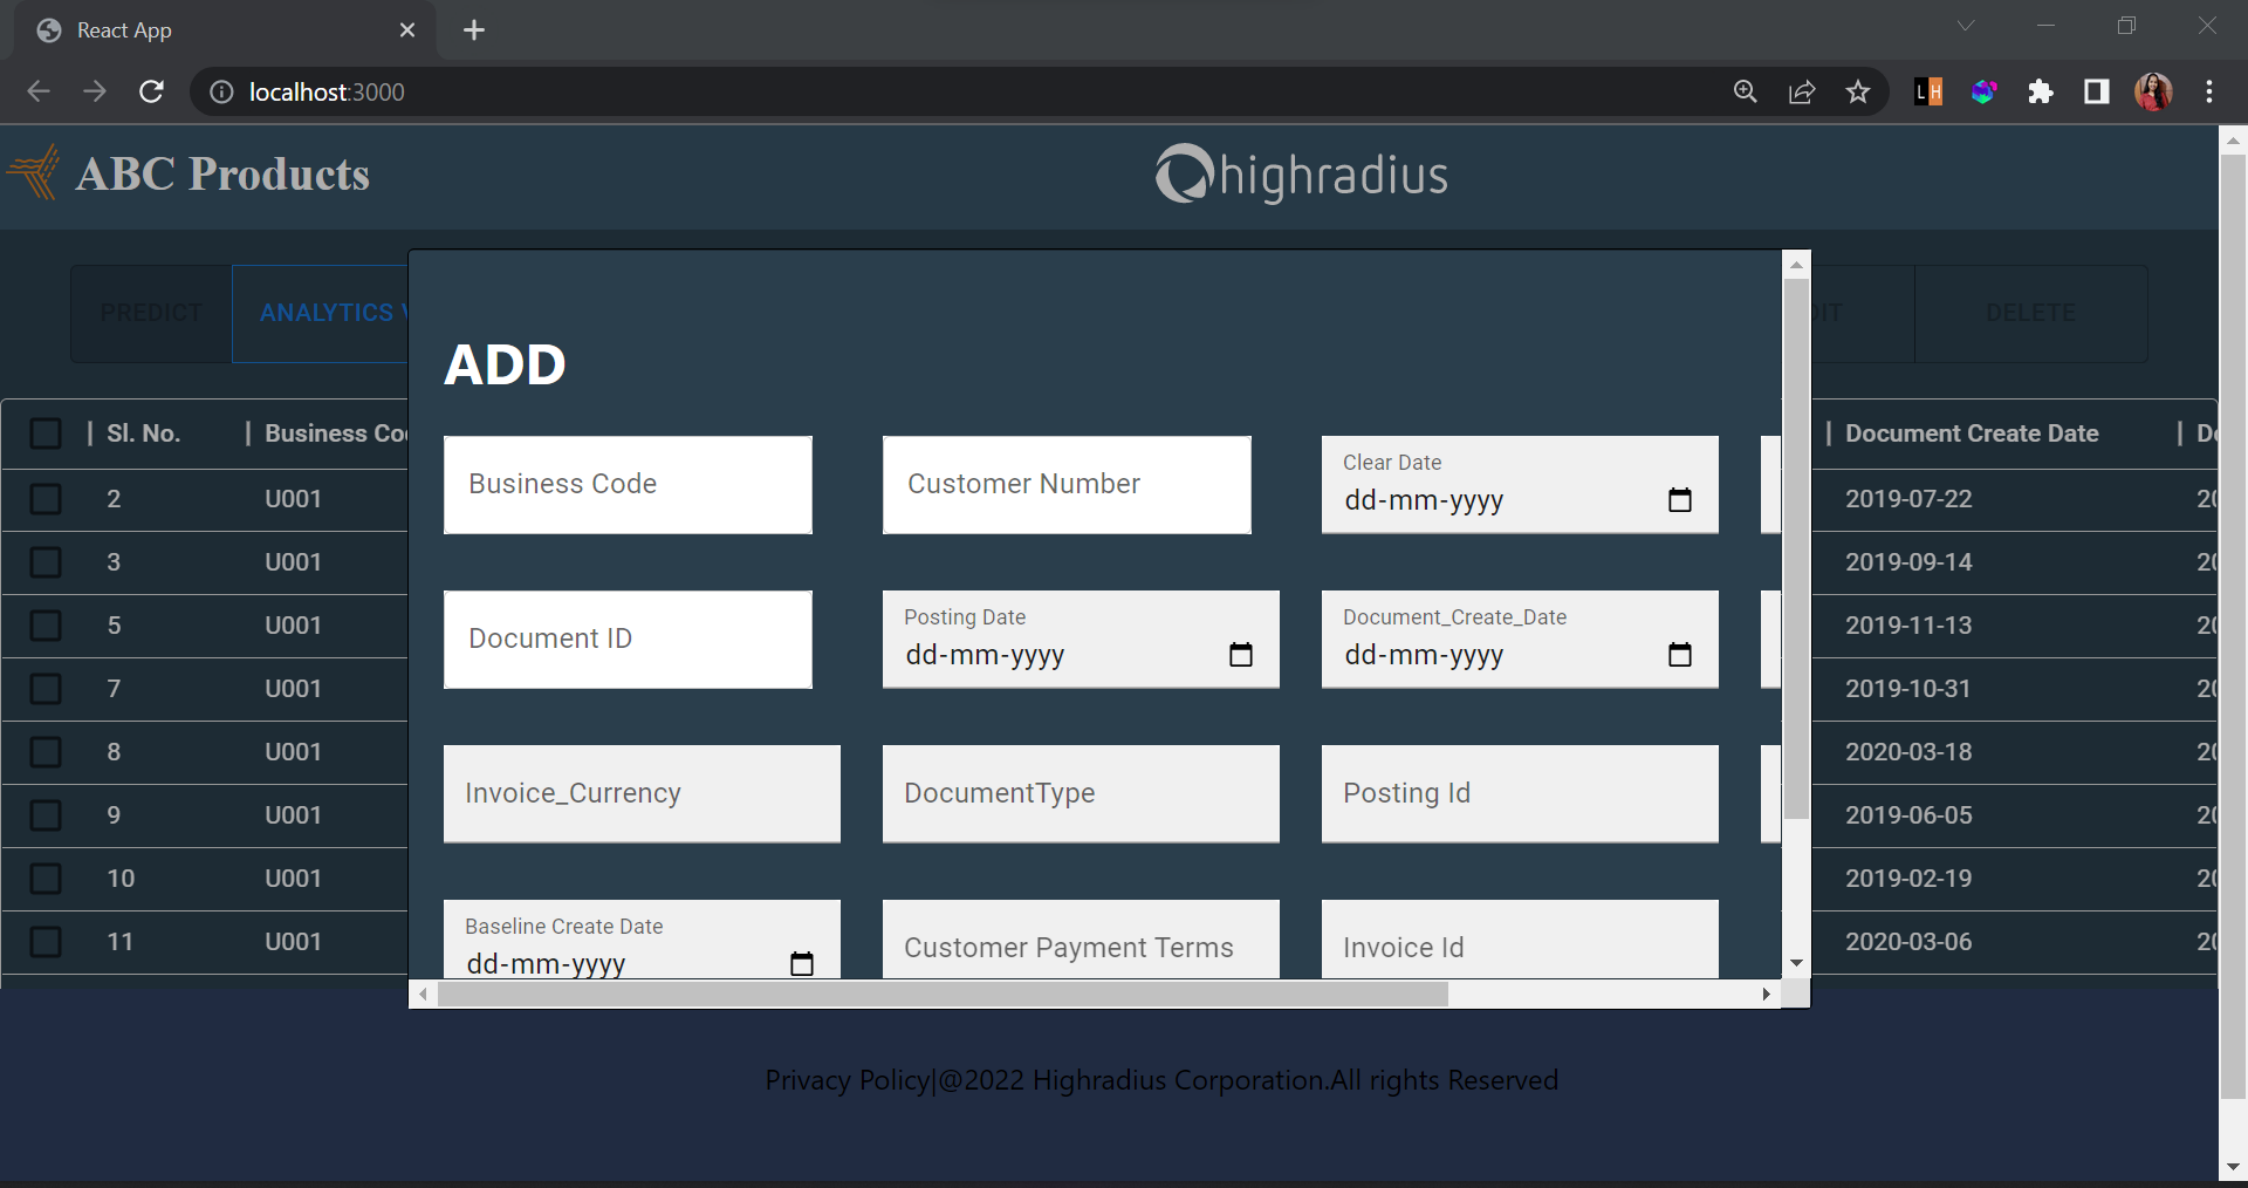 React App
localhost:3000
LH
ABC Products
highradius
PREDICT
ANALYTICS
DELETE
ADD
Sl. No.
Business
Document Create Date
Business Code
Customer Number
Clear Date
dd-mm-yyyy
2
U001
2019-07-22
3
U001
2019-09-14
Document ID
Posting Date
dd-mm-yyyy
Document_Create_Date
dd-mm-yyyy
5
U001
2019-11-13
7
U001
2019-10-31
8
U001
2020-03-18
Invoice_Currency
DocumentType
Posting Id
9
U001
2019-06-05
10
U001
2019-02-19
Baseline Create Date
dd-mm-yyyy
Customer Payment Terms
Invoice Id
11
U001
2020-03-06
Privacy Policy|@2022 Highradius Corporation.All rights Reserved